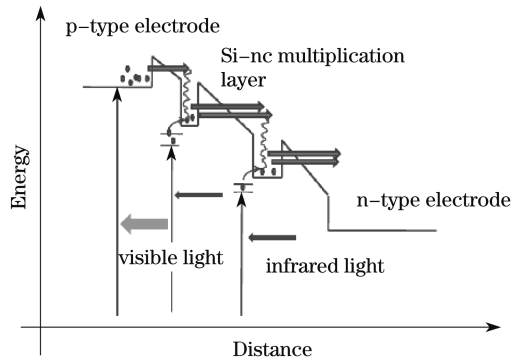 p-type electrode
Si-nc multiplication
layer
Energy
n-type electrode
visible light
infrared light
Distance